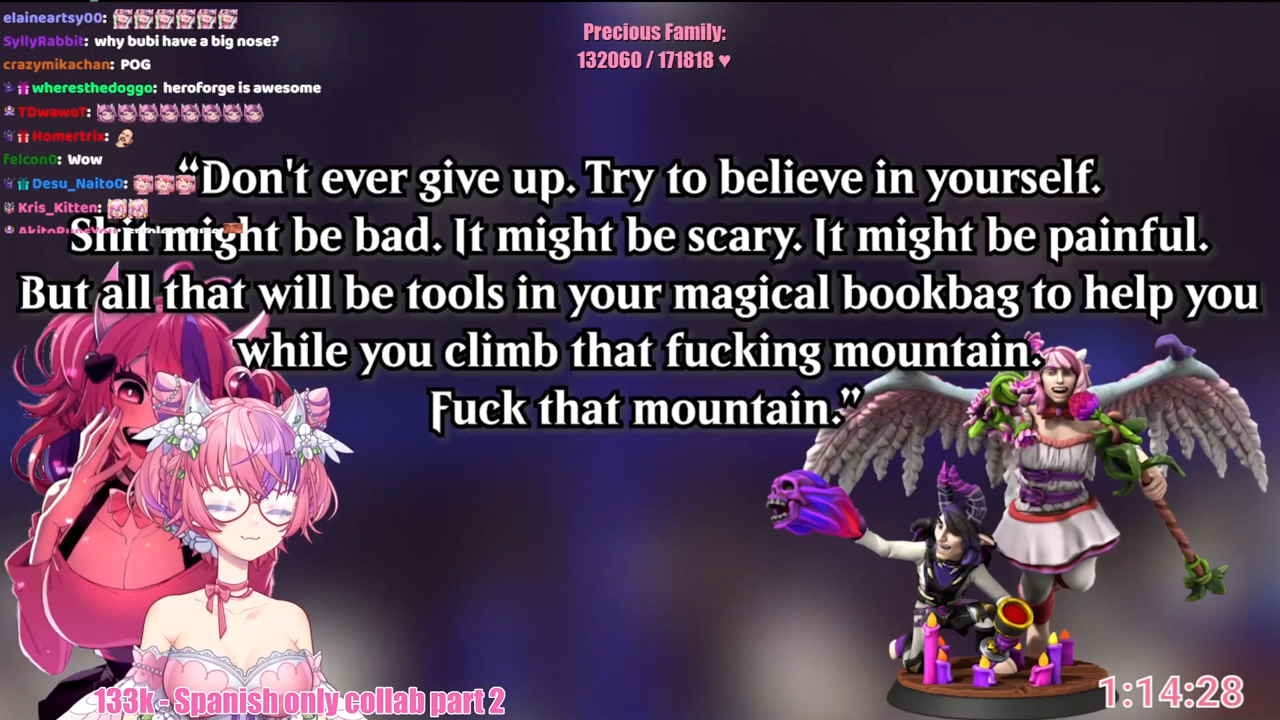 elaineartsy00:
SyllyRabbit: why bubi have a big nose?
crazymikachan: POG
wheresthedoggo: heroforge is awesome
TDwawoT:
Homertrix:
felcon0: Wow
Desu_Naito0:
Kris_Kitten:
Precious Family:
132060 / 171818 ♥
“Don't ever give up. Try to believe in yourself.
Shit might be bad. It might be scary. It might be painful.
But all that will be tools in your magical bookbag to help you
while you climb that fucking mountain.
Fuck that mountain.”
133k - Spanish only collab part 2
1:14:28